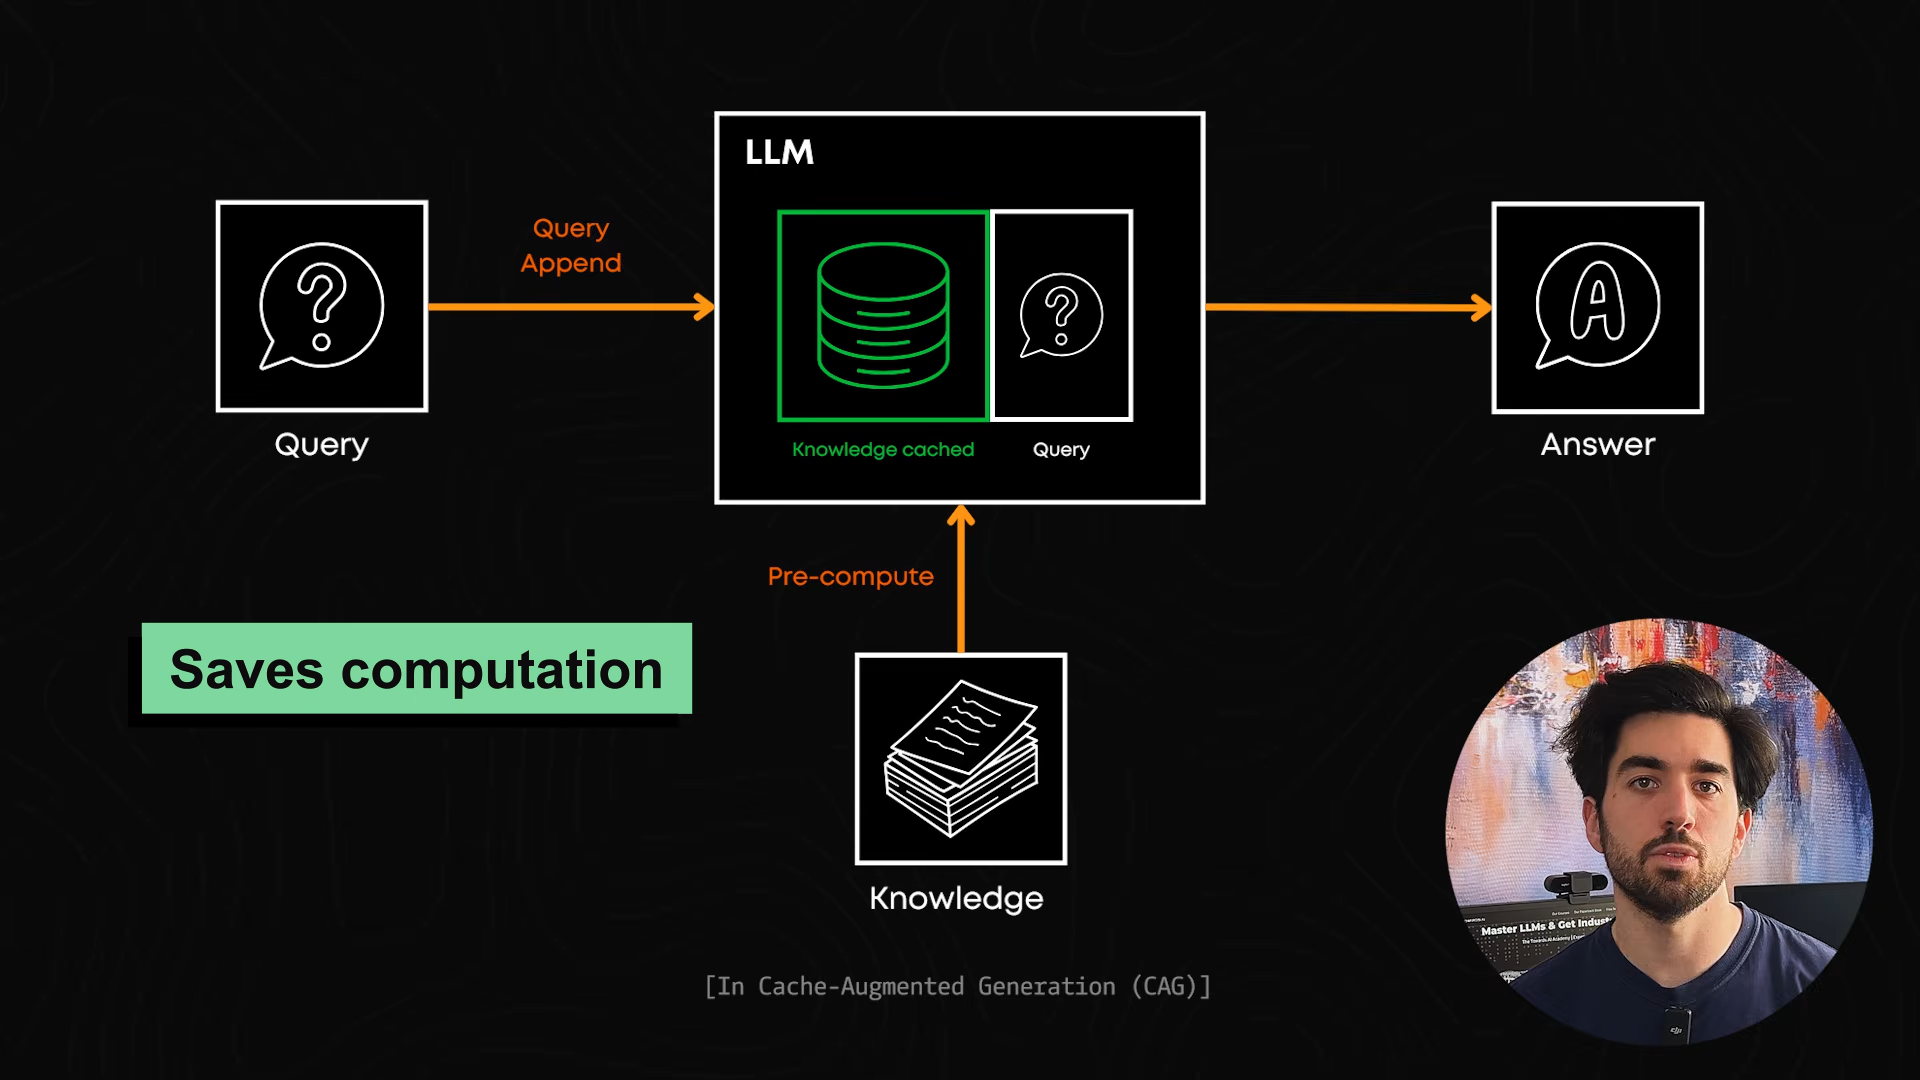 LLM
Query
Append
Knowledge cached
Query
Query
A
Answer
Pre-compute
Saves computation
Knowledge
Master LLMs & Get Indust
[In Cache-Augmented Generation (CAG)]
dji